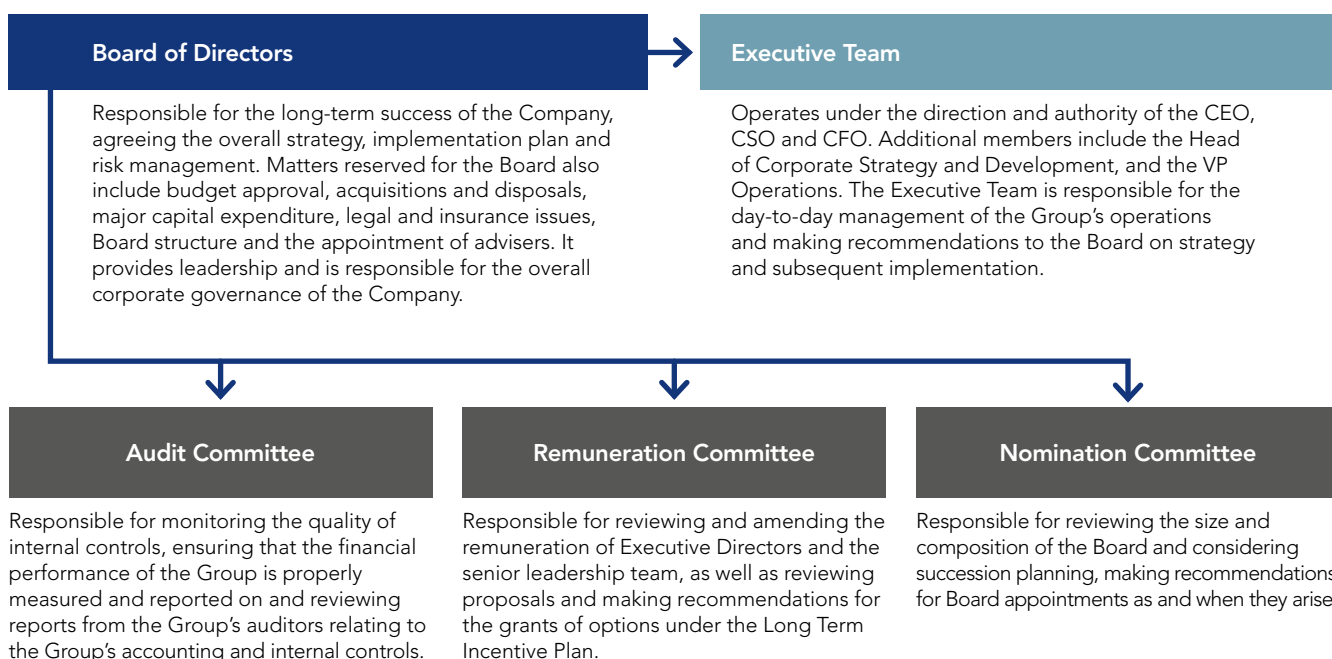 Board of Directors
Responsible for the long-term success of the Company,
agreeing the overall strategy, implementation plan and
risk management. Matters reserved for the Board also
include budget approval, acquisitions and disposals,
major capital expenditure, legal and insurance issues,
Board structure and the appointment of advisers. It
provides leadership and is responsible for the overall
corporate governance of the Company.
Executive Team
Operates under the direction and authority of the CEO,
CSO and CFO. Additional members include the Head
of Corporate Strategy and Development, and the VP
Operations. The Executive Team is responsible for the
day-to-day management of the Group’s operations
and making recommendations to the Board on strategy
and subsequent implementation.
Audit Committee
Responsible for monitoring the quality of
internal controls, ensuring that the financial
performance of the Group is properly
measured and reported on and reviewing
reports from the Group’s auditors relating to
the Group’s accounting and internal controls.
Remuneration Committee
Responsible for reviewing and amending the
remuneration of Executive Directors and the
senior leadership team, as well as reviewing
proposals and making recommendations for
the grants of options under the Long Term
Incentive Plan.
Nomination Committee
Responsible for reviewing the size and
composition of the Board and considering
succession planning, making recommendations
for Board appointments as and when they arise